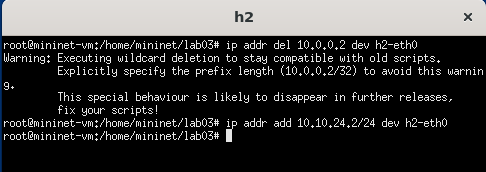 h2
×
root@mininet-vm:/home/mininet/lab03# ip addr del 10.0.0.2 dev h2-eth0
Warning: Executing wildcard deletion to stay compatible with old scripts.
         Explicitly specify the prefix length (10.0.0.2/32) to avoid this warnin
g.
         This special behaviour is likely to disappear in further releases,
         fix your scripts!
root@mininet-vm:/home/mininet/lab03# ip addr add 10.10.24.2/24 dev h2-eth0
root@mininet-vm:/home/mininet/lab03#